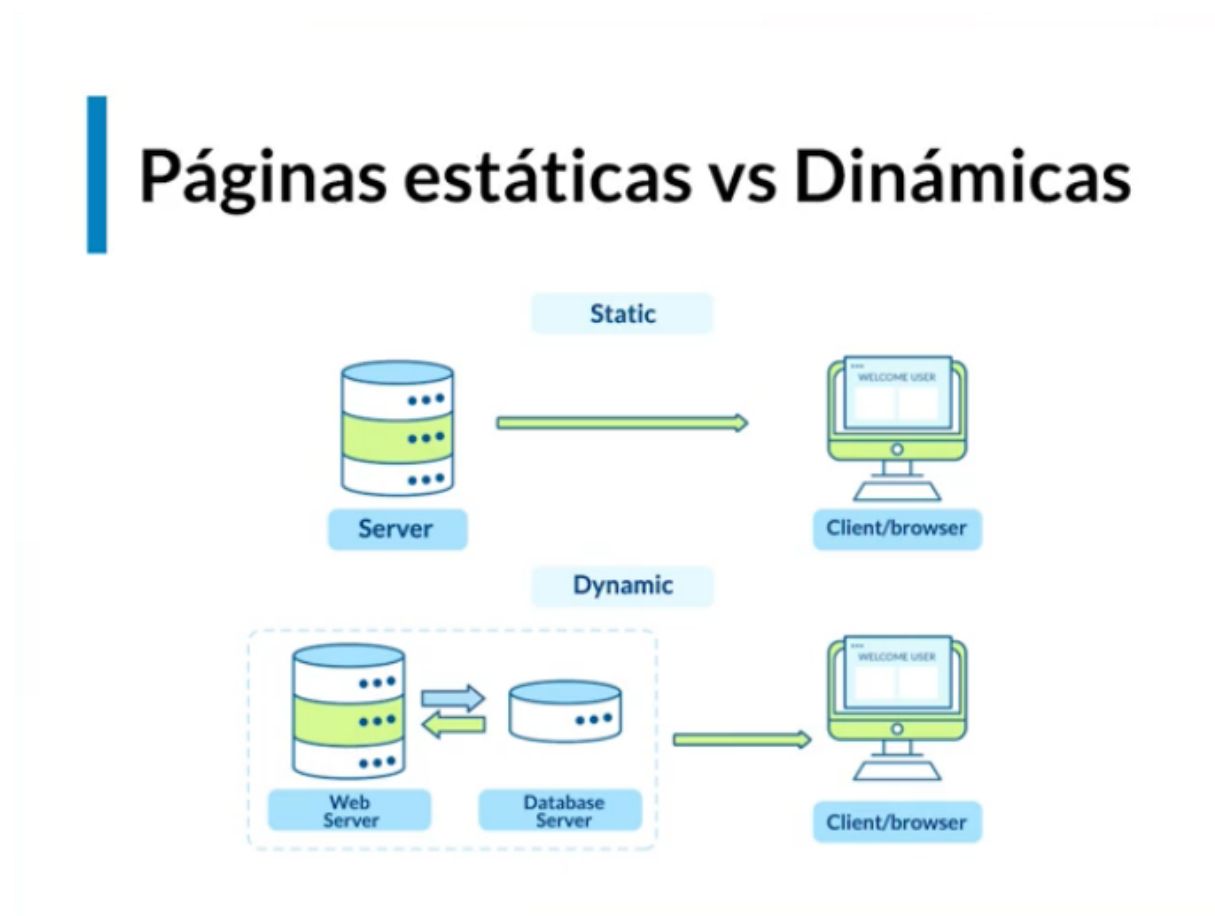 Páginas estáticas vs Dinámicas
Static
WELCOME USER
Server
Client/browser
Dynamic
WELCOME USER
Web
Server
Database
Server
Client/browser